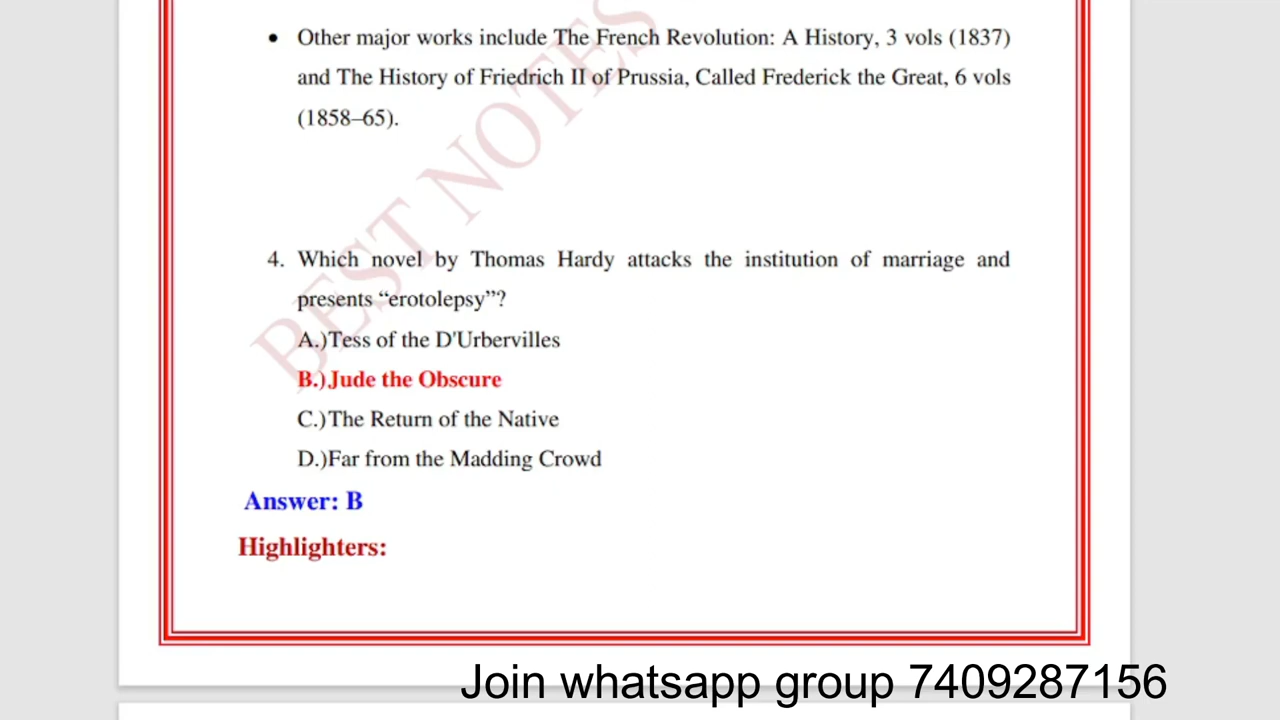 • Other major works include The French Revolution: A History, 3 vols (1837)
and The History of Friedrich II of Prussia, Called Frederick the Great, 6 vols
(1858–65).
BEST NOTES
4. Which novel by Thomas Hardy attacks the institution of marriage and
presents “erotolepsy”?
A.)Tess of the D'Urbervilles
B.)Jude the Obscure
C.)The Return of the Native
D.)Far from the Madding Crowd
Answer: B
Highlighters:
Join whatsapp group 7409287156